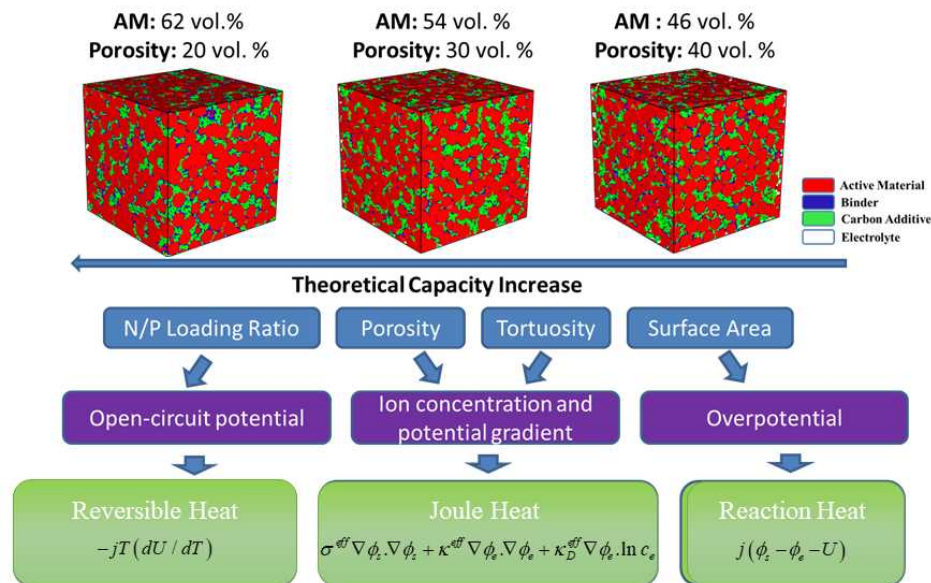 AM: 62 vol.%
Porosity: 20 vol. %
AM: 54 vol.%
Porosity: 30 vol. %
AM : 46 vol.%
Porosity: 40 vol. %
Active Material
Binder
Carbon Additive
Electrolyte
Theoretical Capacity Increase
N/P Loading Ratio
Porosity
Tortuosity
Surface Area
Open-circuit potential
Ion concentration and
potential gradient
Overpotential
Reversible Heat
−jT(dU / dT)
Joule Heat
σ^eff ∇ϕ_s.∇ϕ_s + κ^eff ∇ϕ_e.∇ϕ_e + κ_D^eff ∇ϕ_e.ln c_e
Reaction Heat
j(ϕ_s − ϕ_e − U)